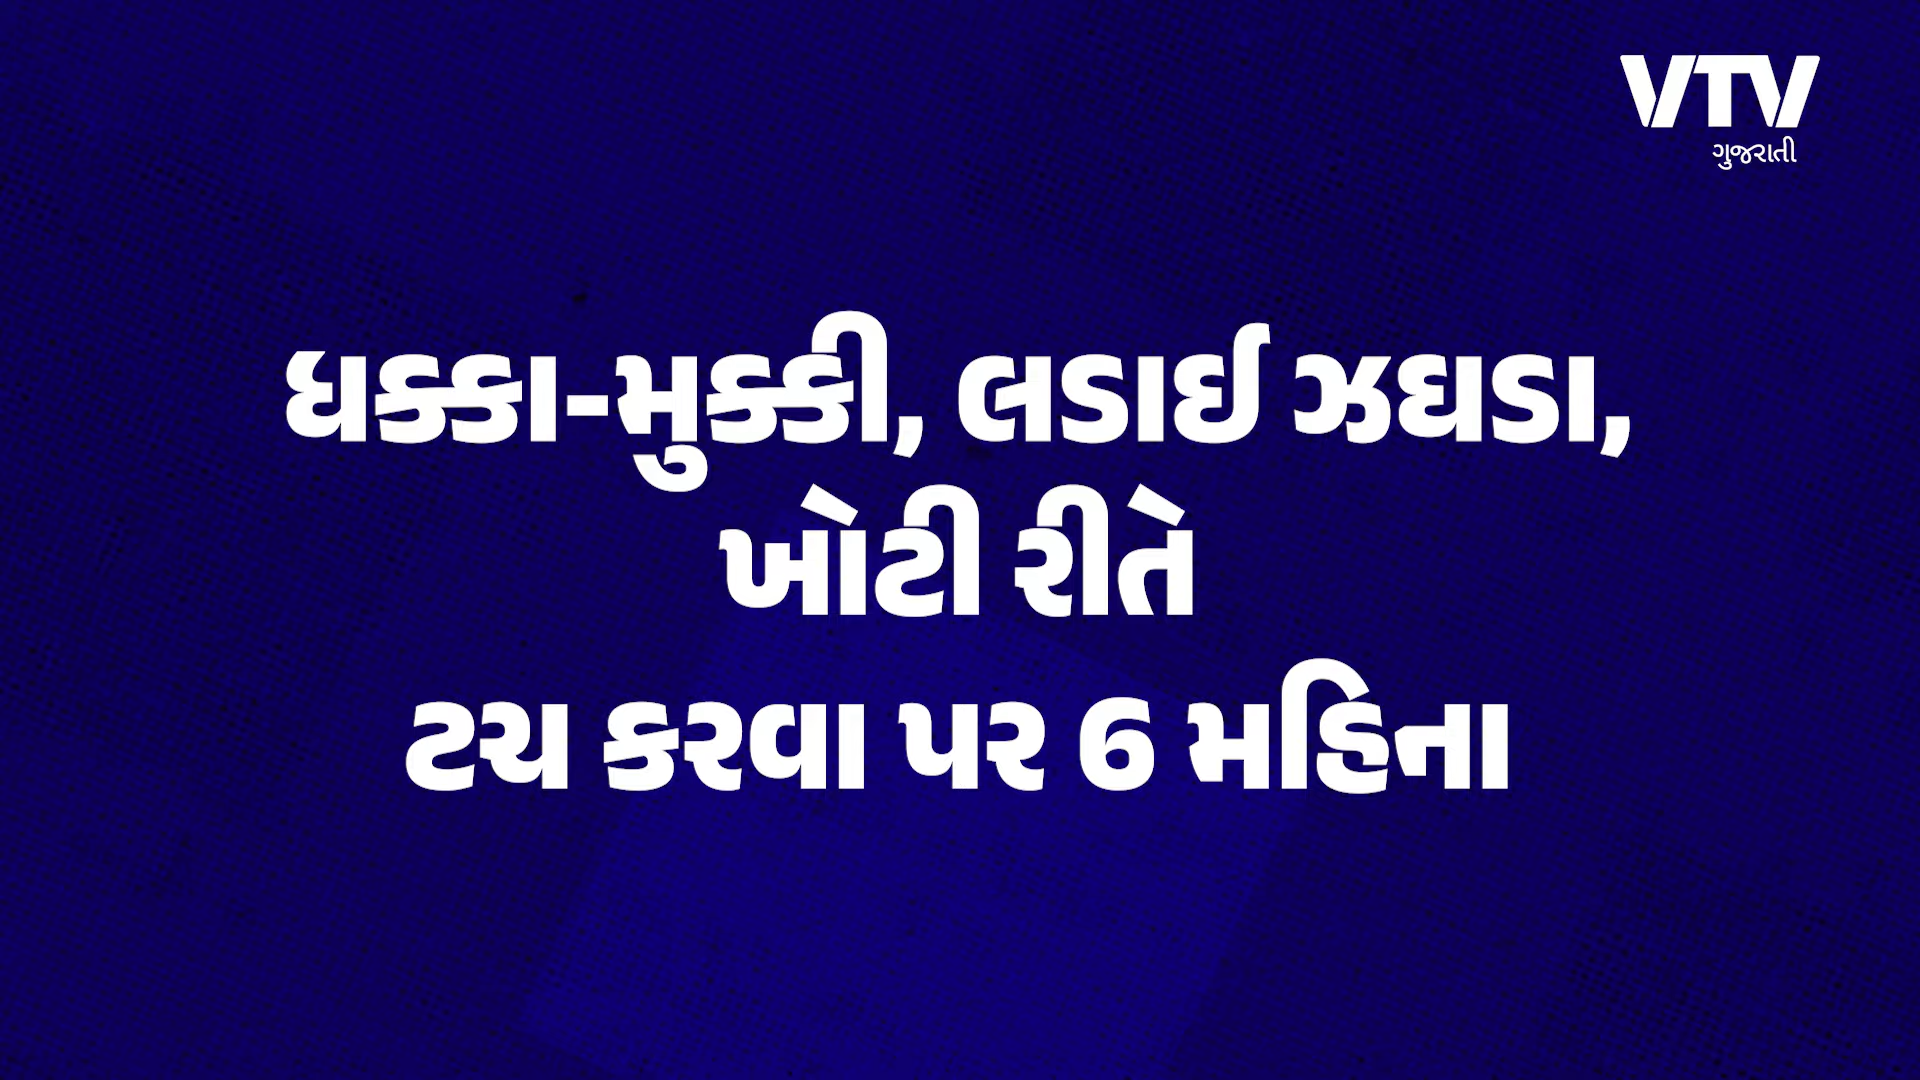 VTV
ગુજરાતી
ધક્કા-મુક્કી, લડાઈ ઝઘડા,
ખોટી રીતે
ટચ કરવા પર 6 મહિના